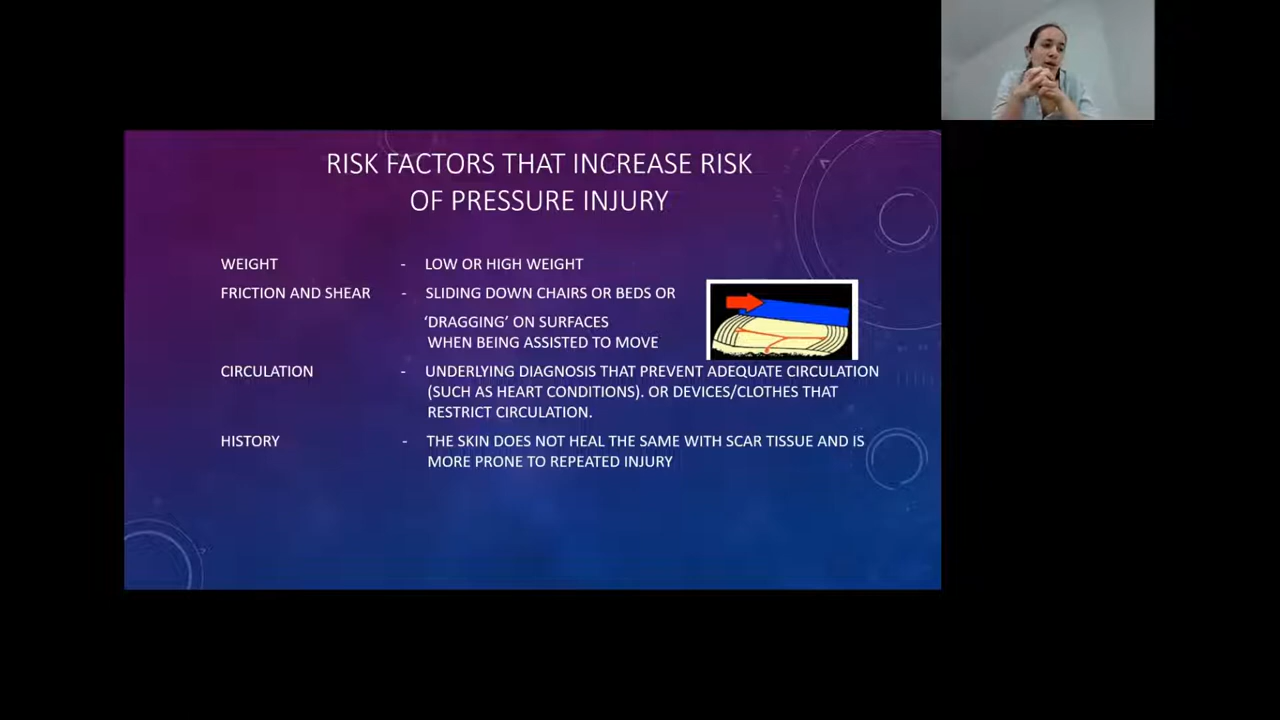 RISK FACTORS THAT INCREASE RISK
OF PRESSURE INJURY
WEIGHT - LOW OR HIGH WEIGHT
FRICTION AND SHEAR - SLIDING DOWN CHAIRS OR BEDS OR
‘DRAGGING’ ON SURFACES
WHEN BEING ASSISTED TO MOVE
CIRCULATION - UNDERLYING DIAGNOSIS THAT PREVENT ADEQUATE CIRCULATION
(SUCH AS HEART CONDITIONS). OR DEVICES/CLOTHES THAT
RESTRICT CIRCULATION.
HISTORY - THE SKIN DOES NOT HEAL THE SAME WITH SCAR TISSUE AND IS
MORE PRONE TO REPEATED INJURY